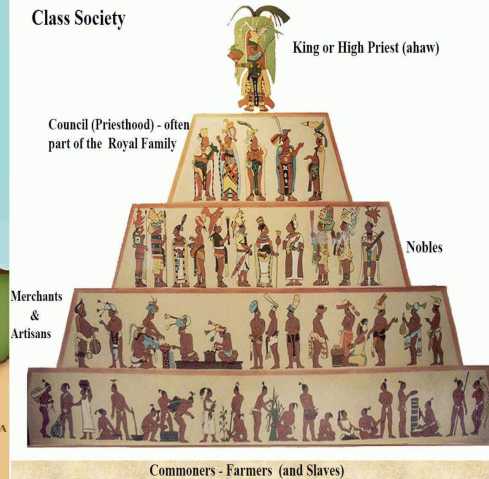 Class Society
King or High Priest (ahaw)
Council (Priesthood) - often
part of the Royal Family
Nobles
Merchants
&
Artisans
A
Commoners - Farmers (and Slaves)